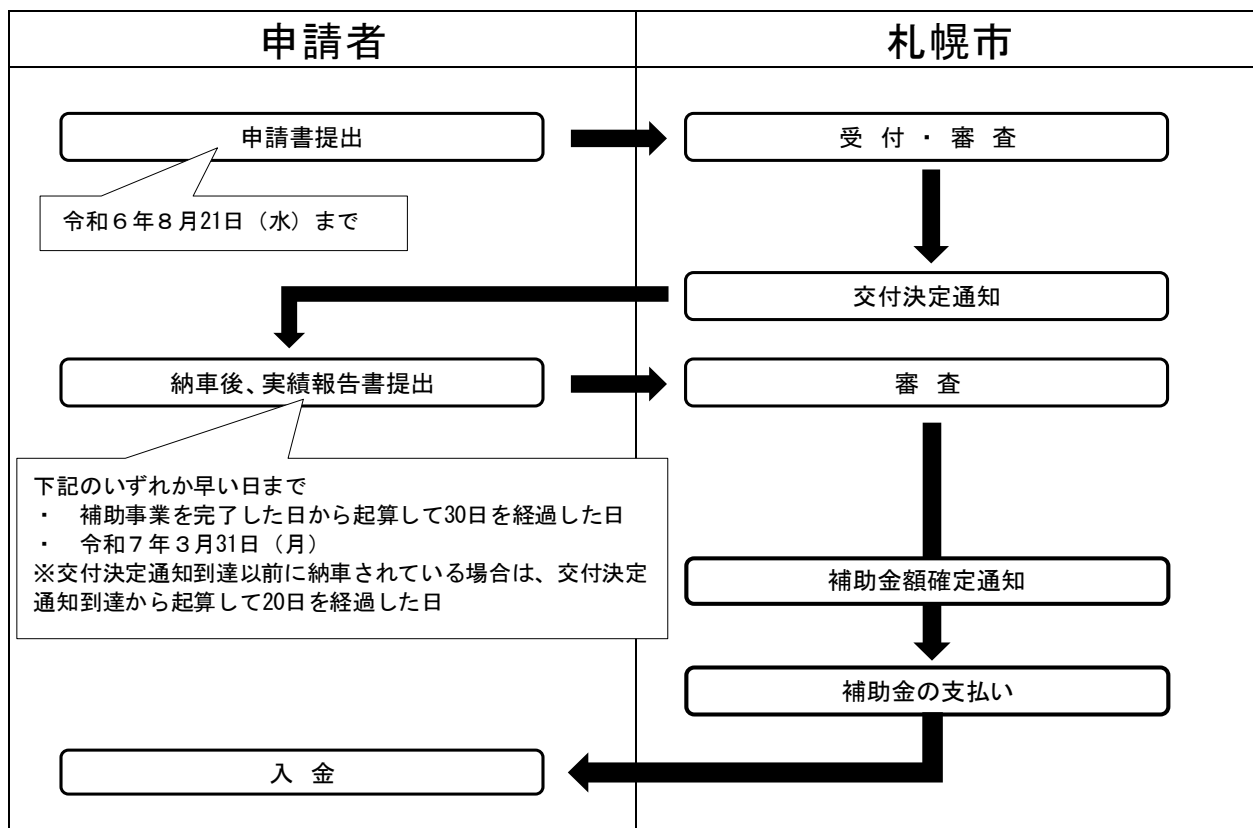 申請者
札幌市
申請書提出
受 付 ・ 審 査
令和６年８月21日（水）まで
交付決定通知
納車後、実績報告書提出
審 査
下記のいずれか早い日まで
・　補助事業を完了した日から起算して30日を経過した日
・　令和７年３月31日（月）
※交付決定通知到達以前に納車されている場合は、交付決定
通知到達から起算して20日を経過した日
補助金額確定通知
補助金の支払い
入 金